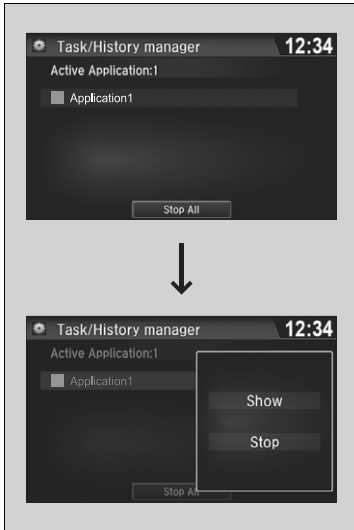 Task/History manager 12:34
Active Application:1
Application1
Stop All
Task/History manager 12:34
Active Application:1
Application1
Show
Stop
Stop All